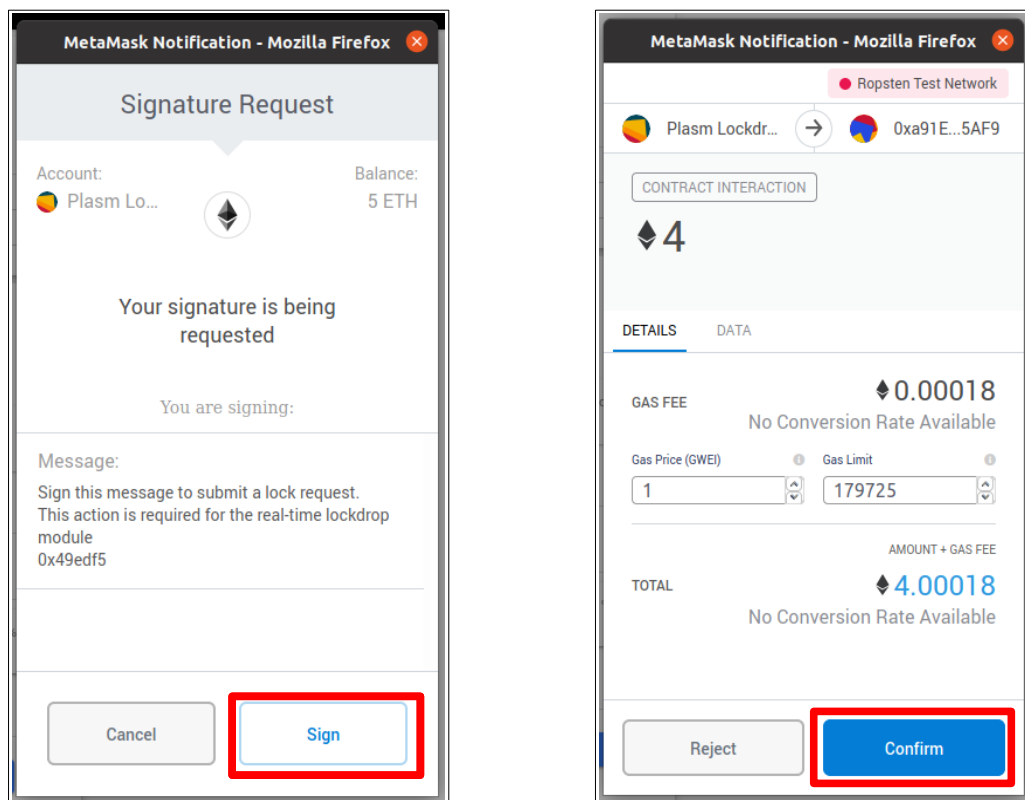 MetaMask Notification - Mozilla Firefox
Signature Request
Account:
Balance:
Plasm Lo...
5 ETH
Your signature is being
requested
You are signing:
Message:
Sign this message to submit a lock request.
This action is required for the real-time lockdrop
module
0x49edf5
Cancel
Sign
MetaMask Notification - Mozilla Firefox
Ropsten Test Network
Plasm Lockdr...
0xa91E...5AF9
CONTRACT INTERACTION
4
DETAILS
DATA
GAS FEE
0.00018
No Conversion Rate Available
Gas Price (GWEI)
Gas Limit
1
179725
AMOUNT + GAS FEE
TOTAL
4.00018
No Conversion Rate Available
Reject
Confirm